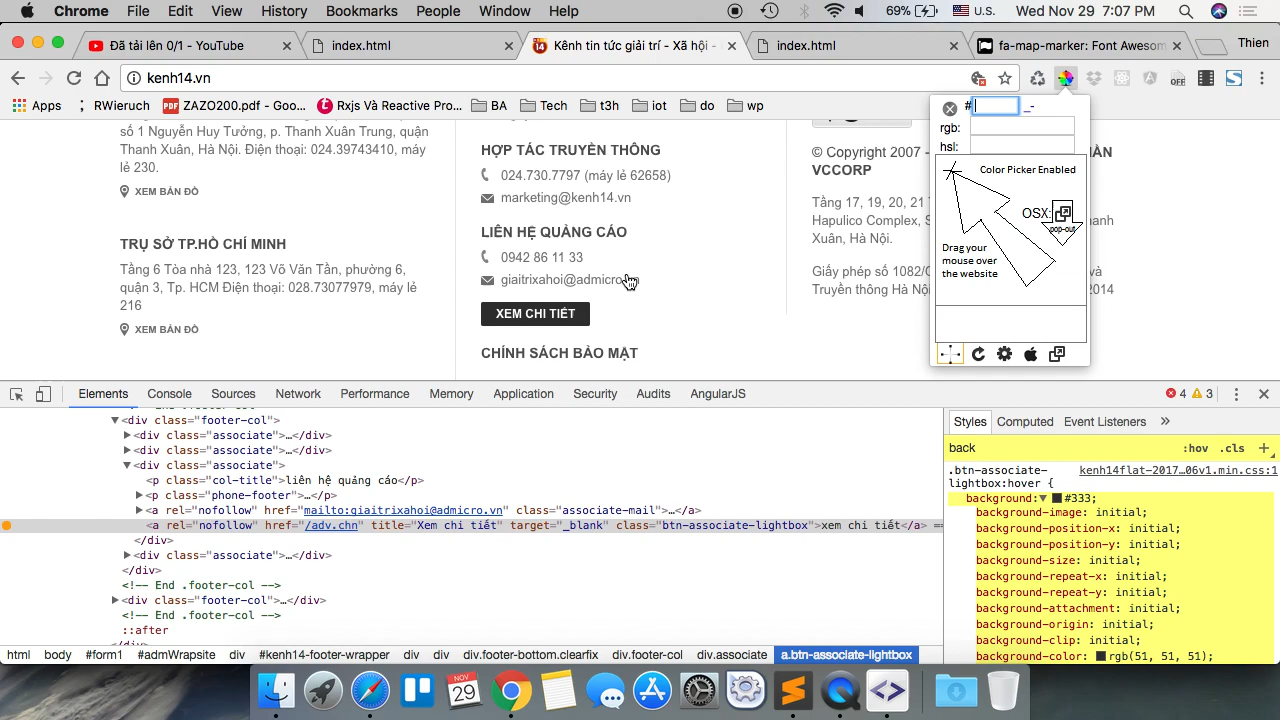 Chrome File Edit View History Bookmarks People Window Help 69% U.S. Wed Nov 29 7:07 PM
Đã tải lên 0/1 - YouTube index.html Kênh tin tức giải trí - Xã hội - index.html fa-map-marker: Font Awesom Thien
kenh14.vn
OFF
Apps RWieruch ZAZO200.pdf - Goo... Rxjs Và Reactive Pro... BA Tech t3h iot do wp
số 1 Nguyễn Huy Tưởng, p. Thanh Xuân Trung, quận
Thanh Xuân, Hà Nội. Điện thoại: 024.39743410, máy
lẻ 230.
XEM BẢN ĐỒ
TRỤ SỞ TP.HỒ CHÍ MINH
Tầng 6 Tòa nhà 123, 123 Võ Văn Tần, phường 6,
quận 3, Tp. HCM Điện thoại: 028.73077979, máy lẻ
216
XEM BẢN ĐỒ
HỢP TÁC TRUYỀN THÔNG
024.730.7797 (máy lẻ 62658)
marketing@kenh14.vn
LIÊN HỆ QUẢNG CÁO
0942 86 11 33
giaitrixahoi@admicro
XEM CHI TIẾT
CHÍNH SÁCH BẢO MẬT
© Copyright 2007 -
VCCORP
Tầng 17, 19, 20, 21
Hapulico Complex, S
Xuân, Hà Nội.
Giấy phép số 1082/
Truyền thông Hà N
ẦN
hanh
và
2014
# _-
rgb:
hsl:
Color Picker Enabled
OSX:
pop-out
Drag your
mouse over
the website
Elements Console Sources Network Performance Memory Application Security Audits AngularJS 4 3
<div class="footer-col">
<div class="associate">…</div>
<div class="associate">…</div>
<div class="associate">
<p class="col-title">liên hệ quảng cáo</p>
<p class="phone-footer">…</p>
<a rel="nofollow" href="mailto:giaitrixahoi@admicro.vn" class="associate-mail">…</a>
<a rel="nofollow" href="/adv.chn" title="Xem chi tiết" target="_blank" class="btn-associate-lightbox">xem chi tiết</a> ==
</div>
<div class="associate">…</div>
</div>
<!-- End .footer-col -->
<div class="footer-col">…</div>
<!-- End .footer-col -->
::after
html body #form1 #admWrapsite div #kenh14-footer-wrapper div div div.footer-bottom.clearfix div.footer-col div.associate a.btn-associate-lightbox
Styles Computed Event Listeners »
back :hov .cls +
.btn-associate- kenh14flat-2017…06v1.min.css:1
lightbox:hover {
background: #333;
background-image: initial;
background-position-x: initial;
background-position-y: initial;
background-size: initial;
background-repeat-x: initial;
background-repeat-y: initial;
background-attachment: initial;
background-origin: initial;
background-clip: initial;
background-color: rgb(51, 51, 51);
NOV
29